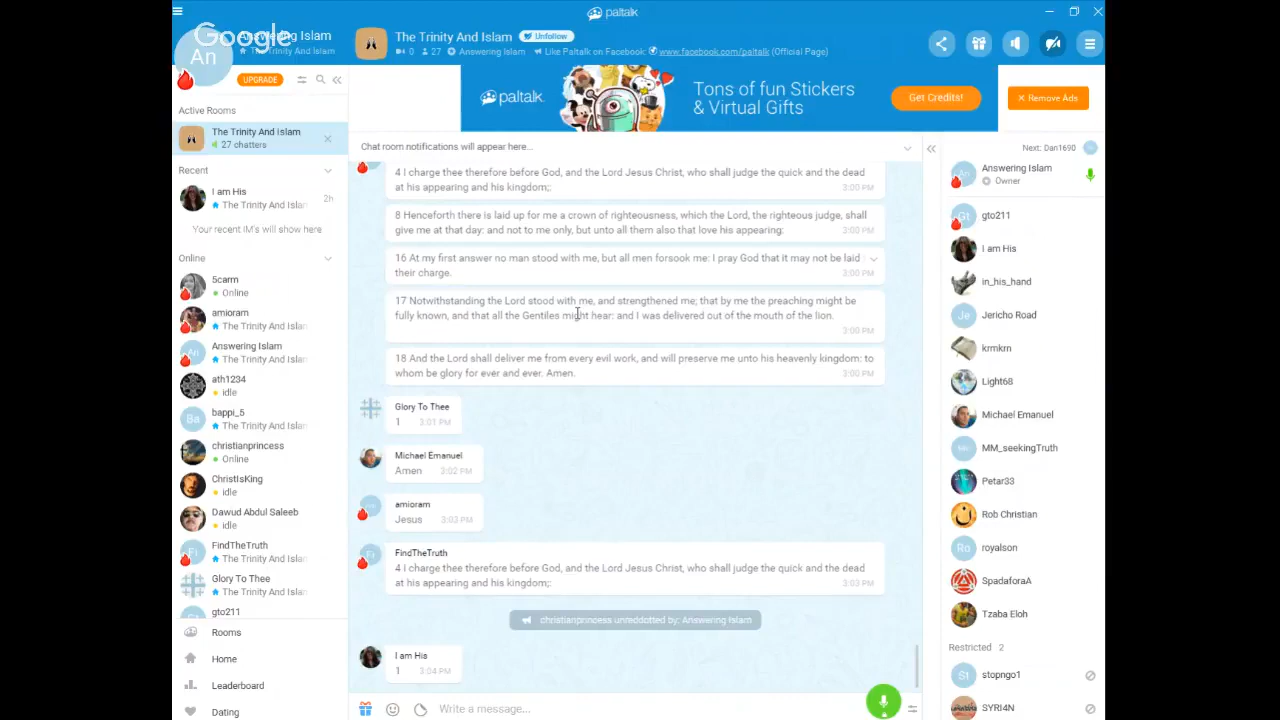 paltalk
Answering Islam
The Trinity And Islam
Google
An
The Trinity And Islam
Unfollow
0 27 Answering Islam Like Paltalk on Facebook: www.facebook.com/paltalk (Official Page)
UPGRADE
Active Rooms
The Trinity And Islam
27 chatters
Recent
I am His
The Trinity And Islam
2h
Your recent IM's will show here
Online
5carm
Online
amioram
The Trinity And Islam
An
Answering Islam
The Trinity And Islam
ath1234
idle
Ba
bappi_5
The Trinity And Islam
christianprincess
Online
ChristIsKing
idle
Dawud Abdul Saleeb
idle
Fi
FindTheTruth
The Trinity And Islam
Glory To Thee
The Trinity And Islam
gto211
Rooms
Home
Leaderboard
Dating
paltalk
Tons of fun Stickers
& Virtual Gifts
Get Credits!
Remove Ads
Chat room notifications will appear here...
4 I charge thee therefore before God, and the Lord Jesus Christ, who shall judge the quick and the dead
at his appearing and his kingdom;:
3:00 PM
8 Henceforth there is laid up for me a crown of righteousness, which the Lord, the righteous judge, shall
give me at that day: and not to me only, but unto all them also that love his appearing:
3:00 PM
16 At my first answer no man stood with me, but all men forsook me: I pray God that it may not be laid
their charge.
3:00 PM
17 Notwithstanding the Lord stood with me, and strengthened me; that by me the preaching might be
fully known, and that all the Gentiles might hear: and I was delivered out of the mouth of the lion.
3:00 PM
18 And the Lord shall deliver me from every evil work, and will preserve me unto his heavenly kingdom: to
whom be glory for ever and ever. Amen.
3:00 PM
Glory To Thee
1 3:01 PM
Michael Emanuel
Amen 3:02 PM
amioram
Jesus 3:03 PM
Fi
FindTheTruth
4 I charge thee therefore before God, and the Lord Jesus Christ, who shall judge the quick and the dead
at his appearing and his kingdom;:
3:03 PM
christianprincess unreddotted by: Answering Islam
I am His
1 3:04 PM
Write a message...
Next: Dan1690
An
Answering Islam
Owner
Gt
gto211
I am His
in_his_hand
Je
Jericho Road
krmkrn
Light68
Michael Emanuel
MM_seekingTruth
Petar33
Rob Christian
Ro
royalson
SpadaforaA
Tzaba Eloh
Restricted 2
St
stopngo1
SYRI4N